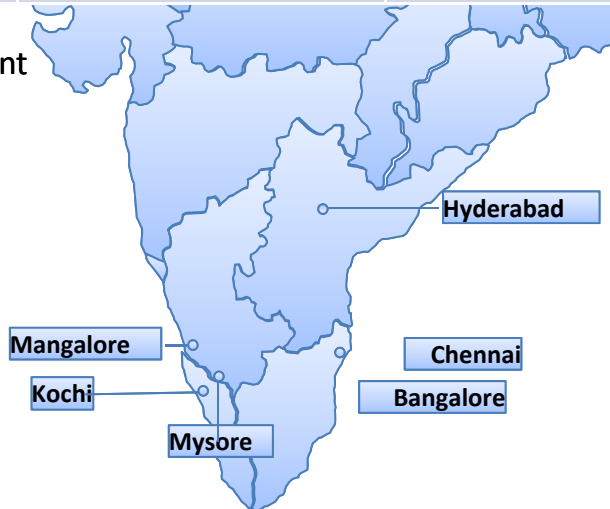 nt
Hyderabad
Mangalore
Chennai
Kochi
Bangalore
Mysore